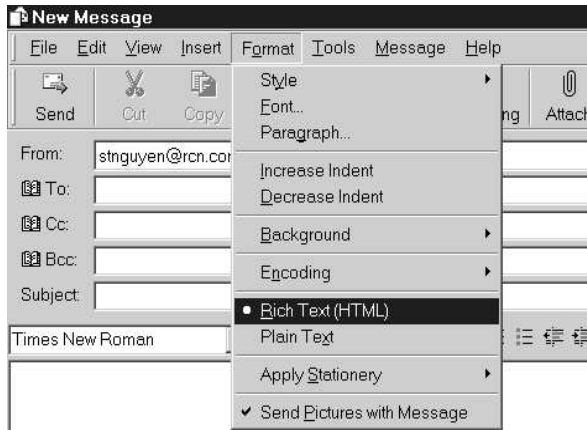 New Message
File Edit View Insert Format Tools Message Help
Send Cut Copy ng Attach
From: stnguyen@rcn.cor
To:
Cc:
Bcc:
Subject:
Times New Roman
Style
Font...
Paragraph...
Increase Indent
Decrease Indent
Background
Encoding
Rich Text (HTML)
Plain Text
Apply Stationery
Send Pictures with Message